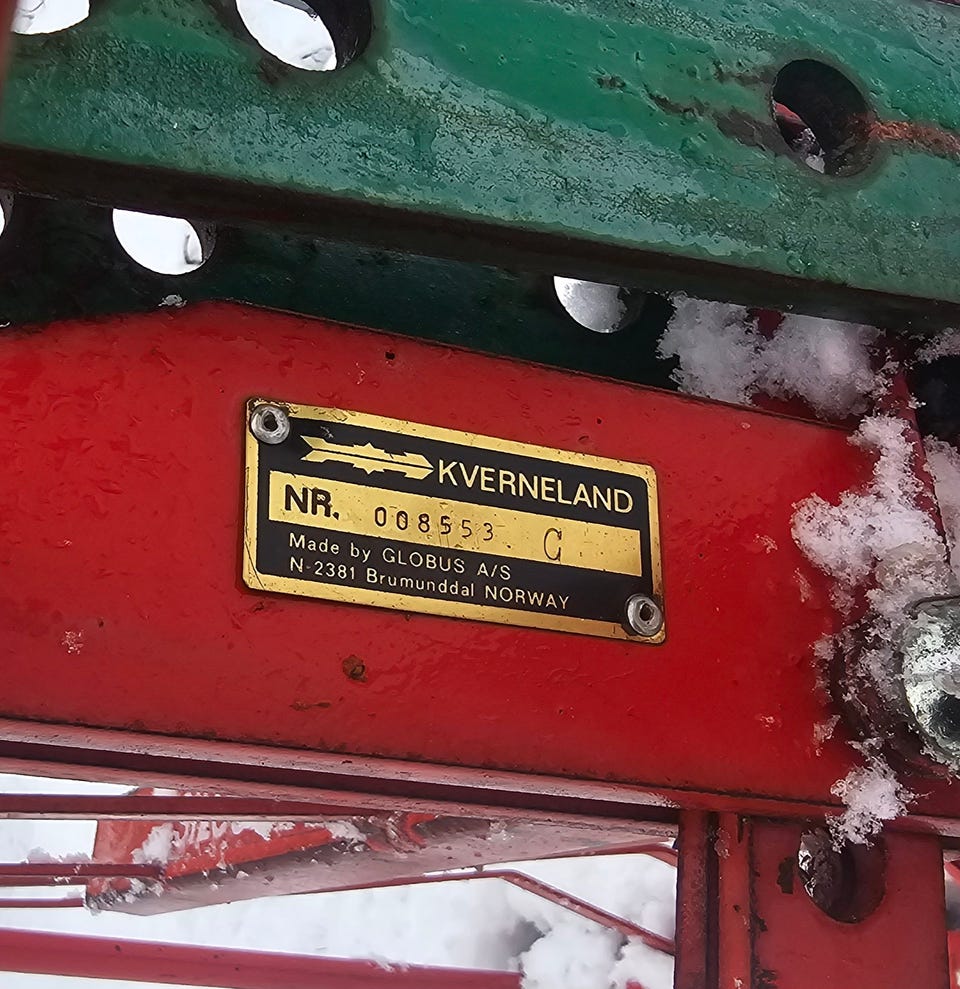 KVERNELAND
NR. 008553 C
Made by GLOBUS A/S
N-2381 Brumunddal NORWAY